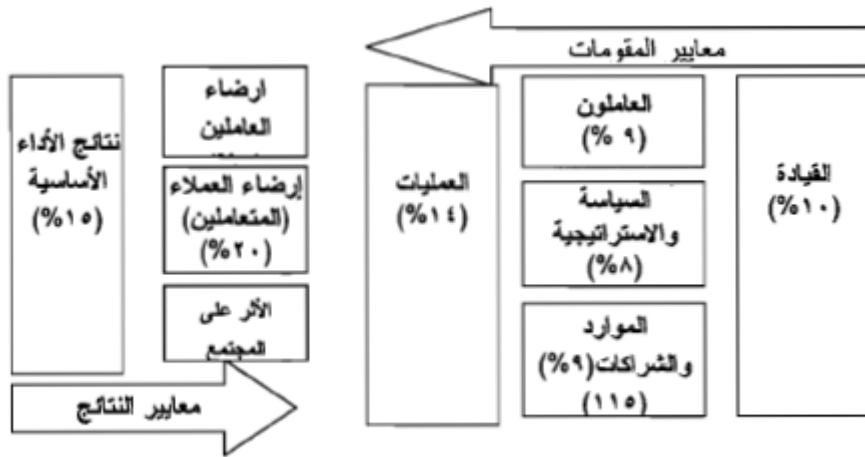 معايير المقومات
القيادة
(%١٠)
العاملون
(٩ %)
السياسة
والاستراتيجية
(%٨)
الموارد
والشراكات(٩%)
(١١٥)
العمليات
(%١٤)
ارضاء
العاملين
إرضاء العملاء
(المتعاملين)
(%٢٠)
الأثر على
المجتمع
نتائج الأداء
الأساسية
(%١٥)
معايير النتائج